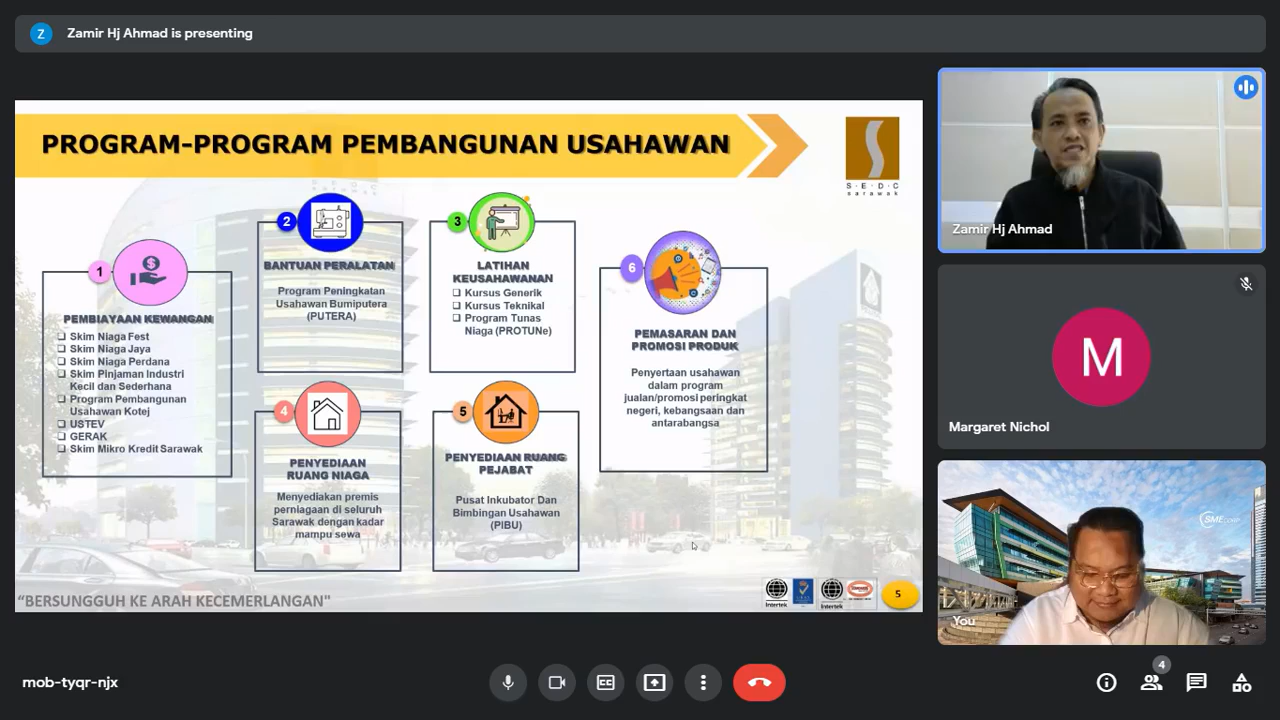 Z
Zamir Hj Ahmad is presenting
PROGRAM-PROGRAM PEMBANGUNAN USAHAWAN
S.E.D.C
sarawak
1
PEMBIAYAAN KEWANGAN
❑ Skim Niaga Fest
❑ Skim Niaga Jaya
❑ Skim Niaga Perdana
❑ Skim Pinjaman Industri
Kecil dan Sederhana
❑ Program Pembangunan
Usahawan Kotej
❑ USTEV
❑ GERAK
❑ Skim Mikro Kredit Sarawak
2
BANTUAN PERALATAN
Program Peningkatan
Usahawan Bumiputera
(PUTERA)
3
LATIHAN
KEUSAHAWANAN
❑ Kursus Generik
❑ Kursus Teknikal
❑ Program Tunas
Niaga (PROTUNe)
4
PENYEDIAAN
RUANG NIAGA
Menyediakan premis
perniagaan di seluruh
Sarawak dengan kadar
mampu sewa
5
PENYEDIAAN RUANG
PEJABAT
Pusat Inkubator Dan
Bimbingan Usahawan
(PIBU)
6
PEMASARAN DAN
PROMOSI PRODUK
Penyertaan usahawan
dalam program
jualan/promosi peringkat
negeri, kebangsaan dan
antarabangsa
“BERSUNGGUH KE ARAH KECEMERLANGAN"
Intertek
Intertek
5
Zamir Hj Ahmad
M
Margaret Nichol
SME CORP
You
mob-tyqr-njx
CC
4